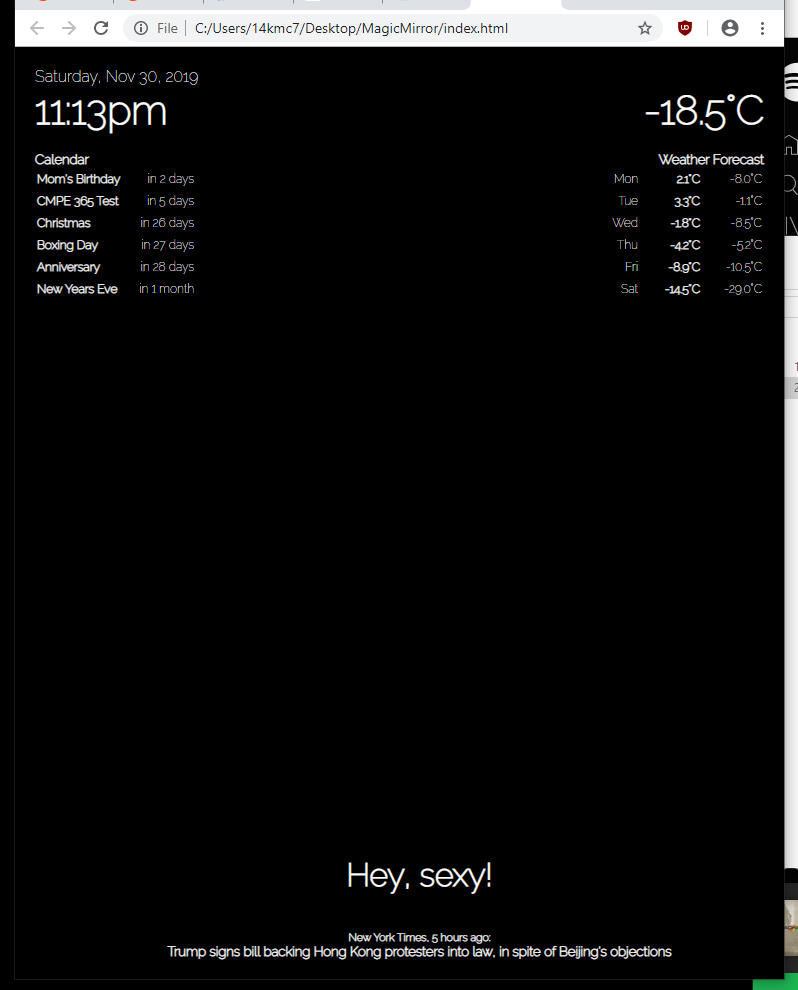 File C:/Users/14kmc7/Desktop/MagicMirror/index.html
Saturday, Nov 30, 2019
11:13pm
-18.5°C
Calendar
Mom's Birthday in 2 days
CMPE 365 Test in 5 days
Christmas in 26 days
Boxing Day in 27 days
Anniversary in 28 days
New Years Eve in 1 month
Weather Forecast
Mon 2.1°C -8.0°C
Tue 3.3°C -1.1°C
Wed -1.8°C -8.5°C
Thu -4.2°C -5.2°C
Fri -8.9°C -10.5°C
Sat -14.5°C -29.0°C
Hey, sexy!
New York Times, 5 hours ago:
Trump signs bill backing Hong Kong protesters into law, in spite of Beijing's objections